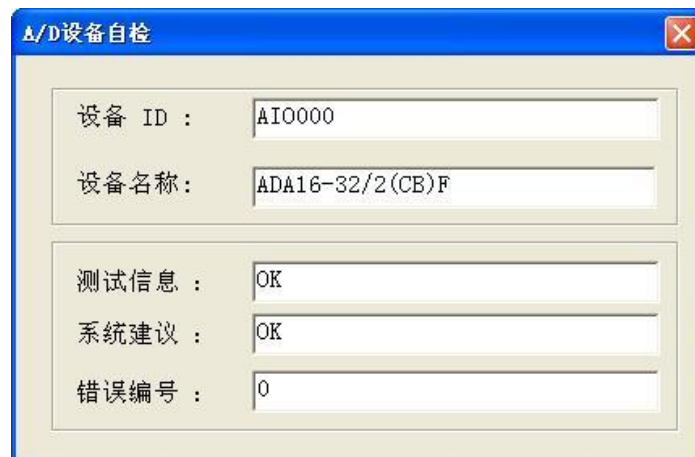 A/D设备自检
设备 ID : AIO000
设备名称: ADA16-32/2(CB)F
测试信息 : OK
系统建议 : OK
错误编号 : 0